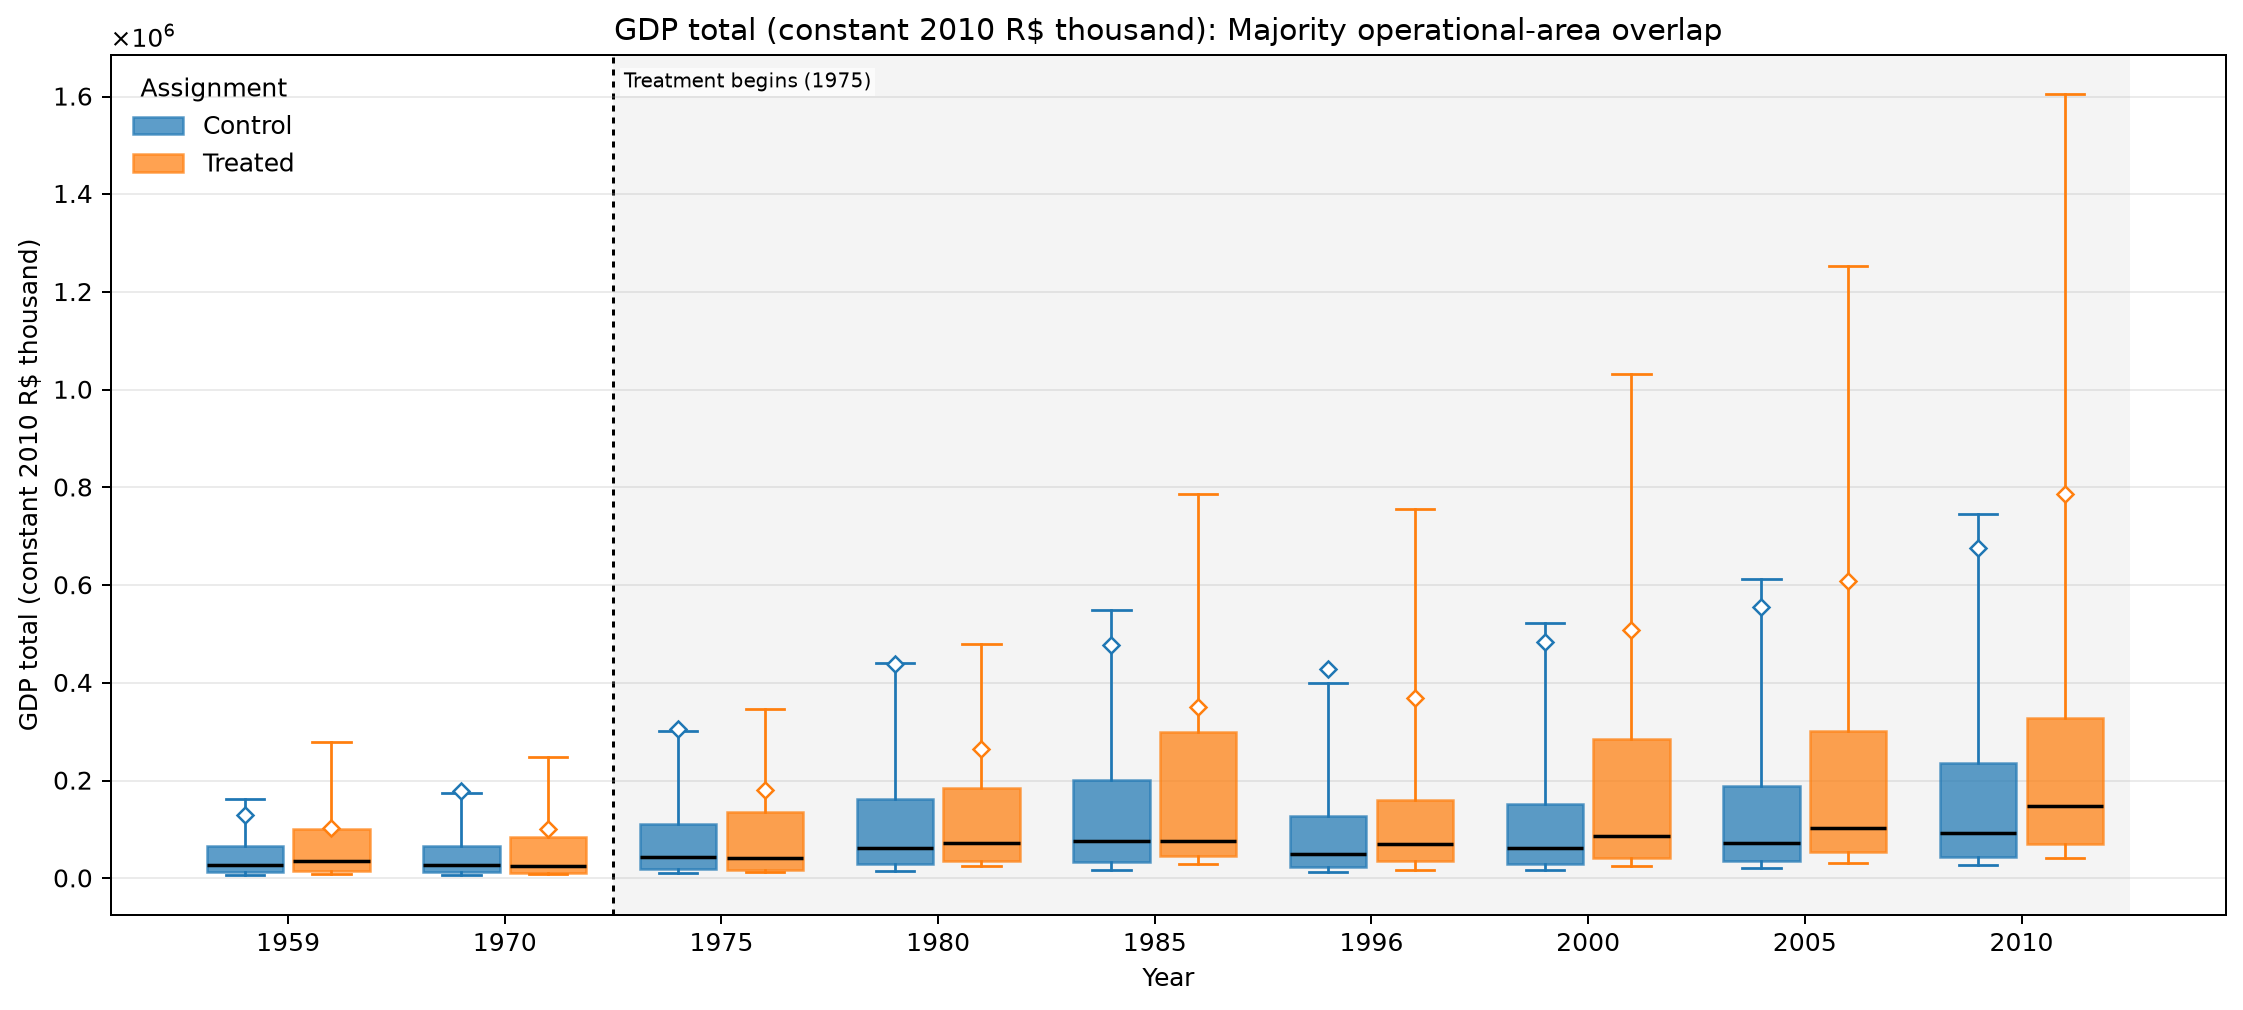 GDP total (constant 2010 R$ thousand): Majority operational-area overlap
×10⁶
Assignment
Control
Treated
Treatment begins (1975)
1.6
1.4
1.2
1.0
0.8
0.6
0.4
0.2
0.0
GDP total (constant 2010 R$ thousand)
1959 1970 1975 1980 1985 1996 2000 2005 2010
Year